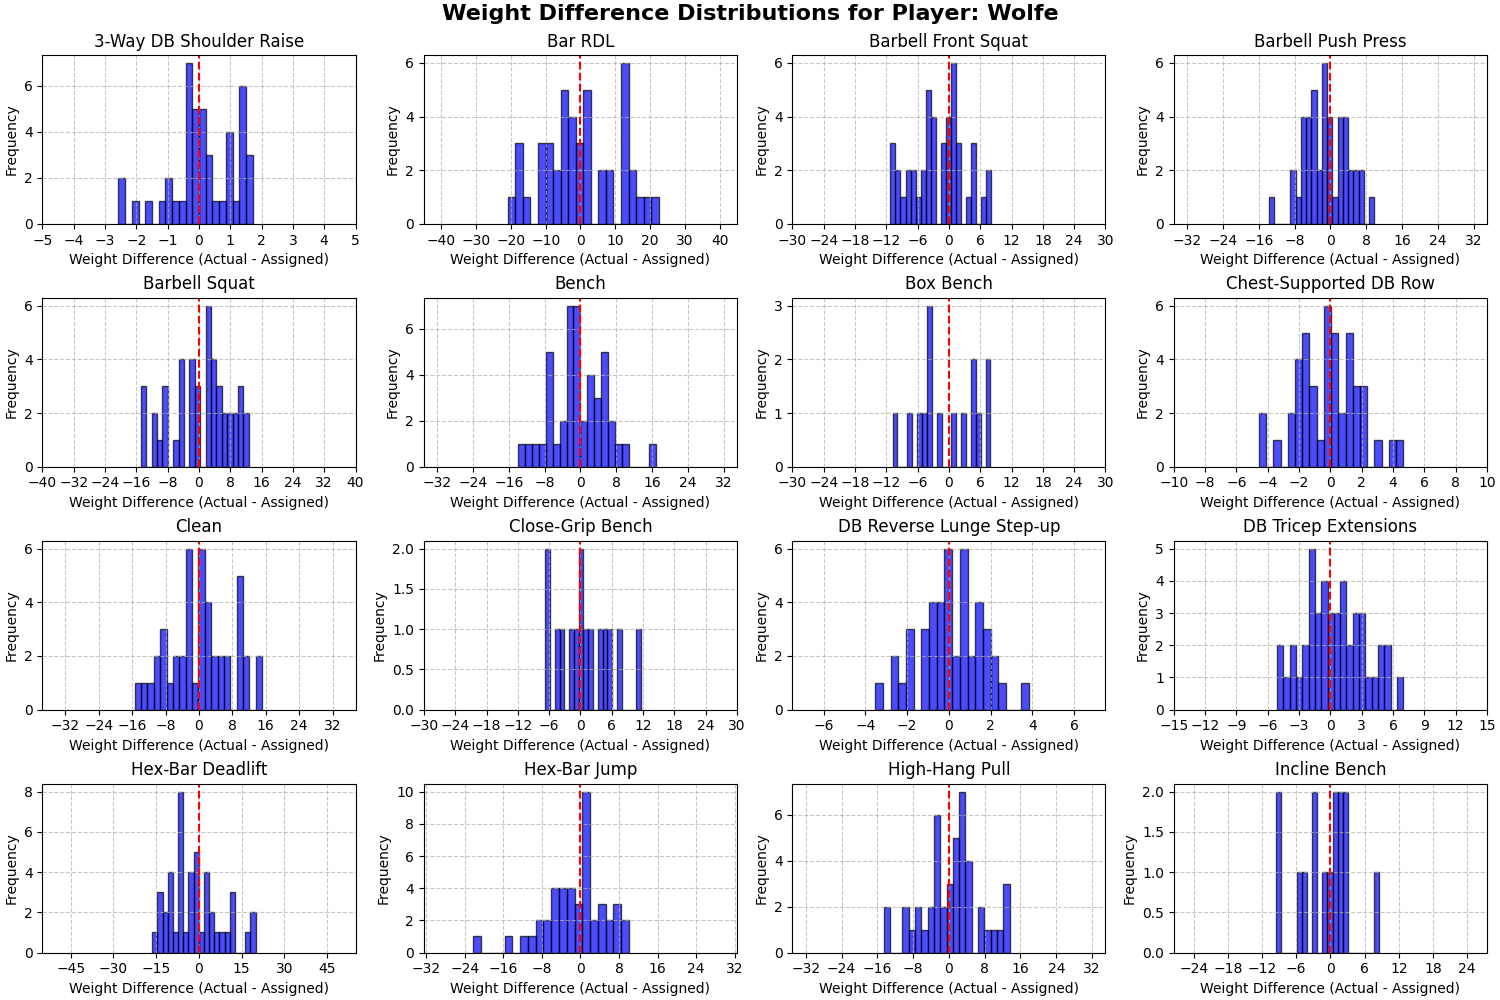 Weight Difference Distributions for Player: Wolfe
3-Way DB Shoulder Raise
Frequency
6
4
2
0
−5 −3 −2 −1 0 1 2 3 5
Weight Difference (Actual - Assigned)
Bar RDL
Frequency
6
4
2
0
−40 −30 −20 −10 0 10 20 30 40
Weight Difference (Actual - Assigned)
Barbell Front Squat
Frequency
6
4
2
0
−30 −24 −18 −12 −6 0 6 12 18 24 30
Weight Difference (Actual - Assigned)
Barbell Push Press
Frequency
6
4
2
0
−32 −24 −16 −8 0 8 16 24 32
Weight Difference (Actual - Assigned)
Barbell Squat
Frequency
6
4
2
0
−40 −32 −24 −16 −8 0 8 16 24 32 40
Weight Difference (Actual - Assigned)
Bench
Frequency
6
4
2
0
−32 −24 −16 −8 0 8 16 24 32
Weight Difference (Actual - Assigned)
Box Bench
Frequency
3
2
1
0
−30 −24 −18 −12 −6 0 6 12 18 24 30
Weight Difference (Actual - Assigned)
Chest-Supported DB Row
Frequency
6
4
2
0
−10 −8 −6 −4 −2 0 2 4 6 8 10
Weight Difference (Actual - Assigned)
Clean
Frequency
6
4
2
0
−32 −24 −16 −8 0 8 16 24 32
Weight Difference (Actual - Assigned)
Close-Grip Bench
Frequency
2.0
1.5
1.0
0.5
0.0
−30 −24 −18 −12 −6 0 6 12 18 24 30
Weight Difference (Actual - Assigned)
DB Reverse Lunge Step-up
Frequency
6
4
2
0
−6 −4 −2 0 2 4 6
Weight Difference (Actual - Assigned)
DB Tricep Extensions
Frequency
5
4
3
2
1
0
−15 −12 −9 −6 −3 0 3 6 9 12 15
Weight Difference (Actual - Assigned)
Hex-Bar Deadlift
Frequency
8
6
4
2
0
−45 −30 −15 0 15 30 45
Weight Difference (Actual - Assigned)
Hex-Bar Jump
Frequency
10
8
6
4
2
0
−32 −24 −16 −8 0 8 16 24 32
Weight Difference (Actual - Assigned)
High-Hang Pull
Frequency
6
4
2
0
−32 −24 −16 −8 0 8 16 24 32
Weight Difference (Actual - Assigned)
Incline Bench
Frequency
2.0
1.5
1.0
0.5
0.0
−24 −18 −12 −6 0 6 12 18 24
Weight Difference (Actual - Assigned)